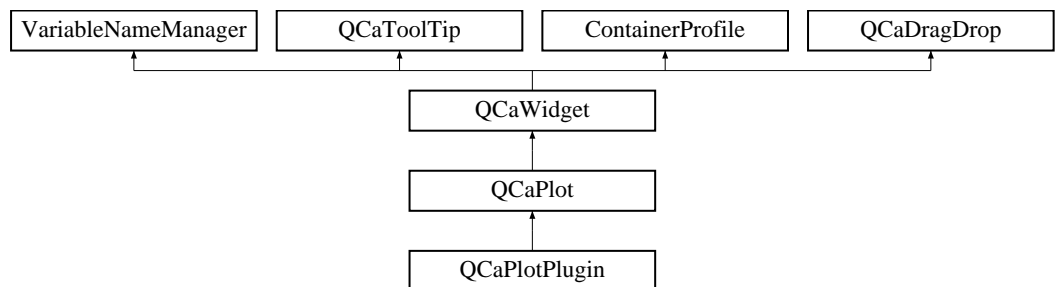 VariableNameManager
QCaToolTip
ContainerProfile
QCaDragDrop
QCaWidget
QCaPlot
QCaPlotPlugin